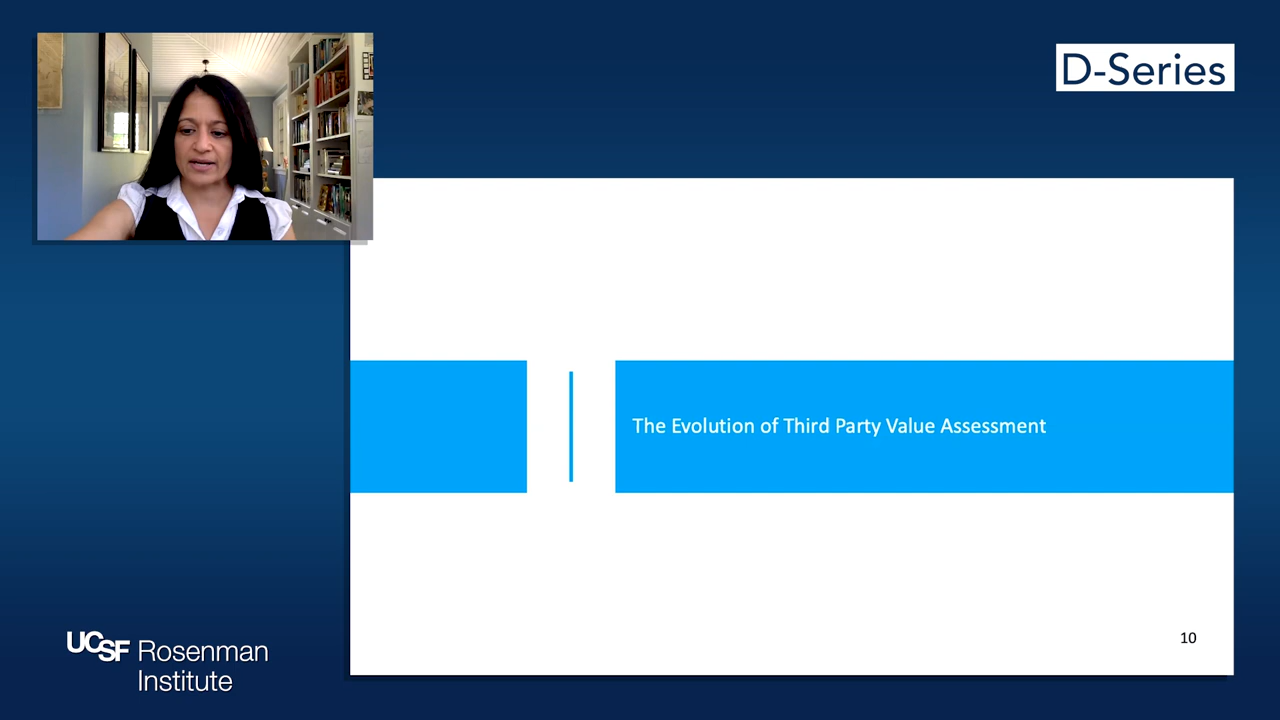 D-Series
The Evolution of Third Party Value Assessment
10
UCSF Rosenman
Institute